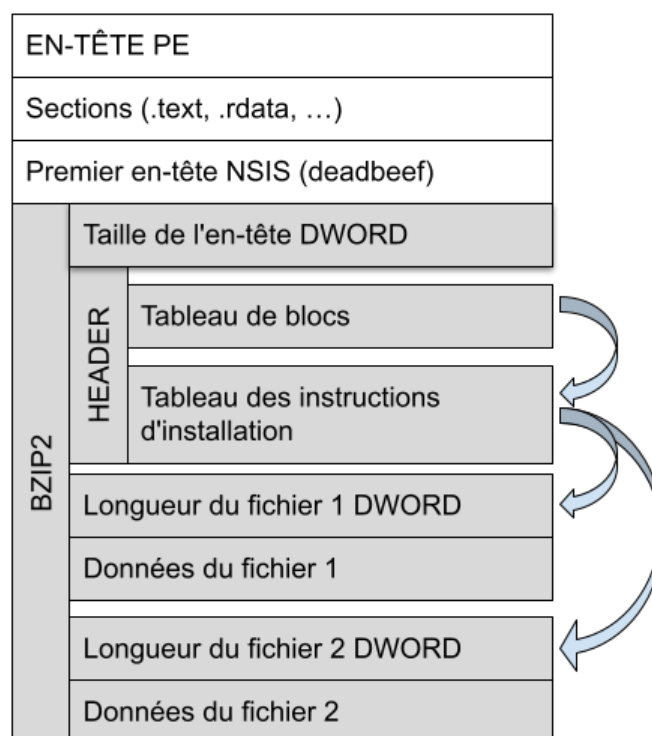 EN-TÊTE PE
Sections (.text, .rdata, …)
Premier en-tête NSIS (deadbeef)
BZIP2
Taille de l'en-tête DWORD
HEADER
Tableau de blocs
Tableau des instructions
d'installation
Longueur du fichier 1 DWORD
Données du fichier 1
Longueur du fichier 2 DWORD
Données du fichier 2